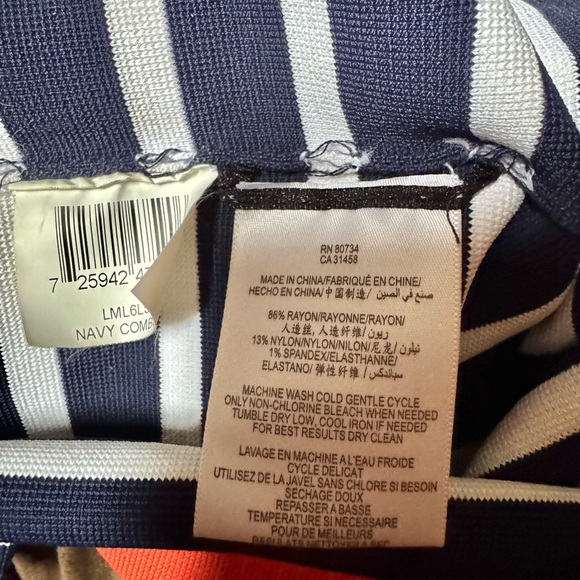 7 25942 4
LML6L
NAVY COMB
RN 80734
CA 31458
MADE IN CHINA/FABRIQUÉ EN CHINE/
HECHO EN CHINA/中国制造/ صنع في الصين
86% RAYON/RAYONNE/RAYON/
人造丝, 人造纤维/ ريون/
13% NYLON/NYLON/NILON/尼龙/ نيلون/
1% SPANDEX/ELASTHANNE/
ELASTANO/ 弹性纤维/ سباندكس
MACHINE WASH COLD GENTLE CYCLE
ONLY NON-CHLORINE BLEACH WHEN NEEDED
TUMBLE DRY LOW, COOL IRON IF NEEDED
FOR BEST RESULTS DRY CLEAN
LAVAGE EN MACHINE A L'EAU FROIDE
CYCLE DELICAT
UTILISEZ DE LA JAVEL SANS CHLORE SI BESOIN
SECHAGE DOUX
REPASSER A BASSE
TEMPERATURE SI NECESSAIRE
POUR DE MEILLEURS
RESULTATS NETTOYAGE A SEC